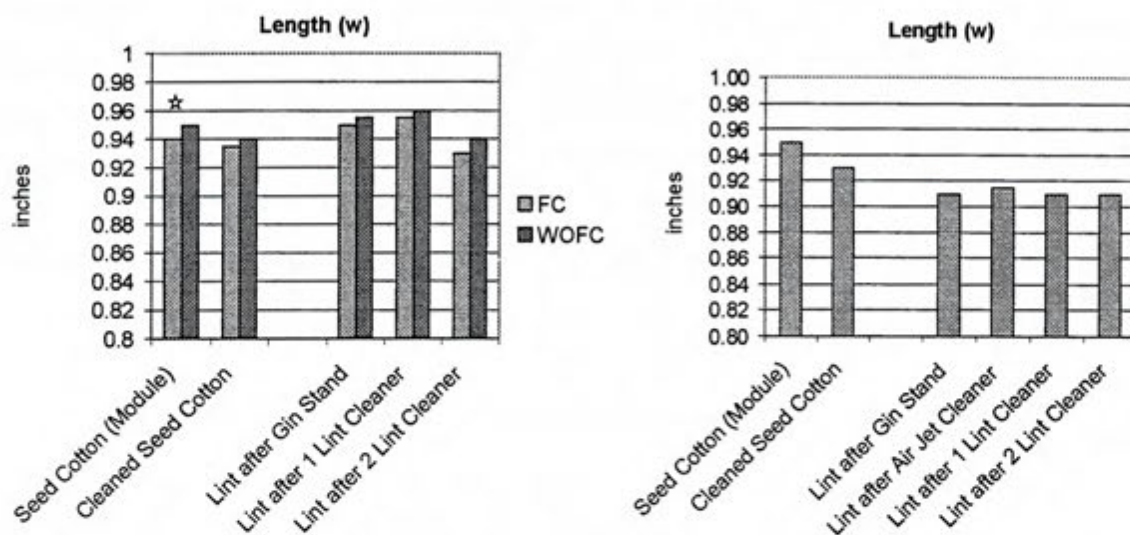 Length (w)
1
0.98
0.96
0.94
0.92
0.9
0.88
0.86
0.84
0.82
0.8
inches
Seed Cotton (Module)
Cleaned Seed Cotton
Lint after Gin Stand
Lint after 1 Lint Cleaner
Lint after 2 Lint Cleaner
FC
WOFC
Length (w)
1.00
0.98
0.96
0.94
0.92
0.90
0.88
0.86
0.84
0.82
0.80
inches
Seed Cotton (Module)
Cleaned Seed Cotton
Lint after Gin Stand
Lint after Air Jet Cleaner
Lint after 1 Lint Cleaner
Lint after 2 Lint Cleaner